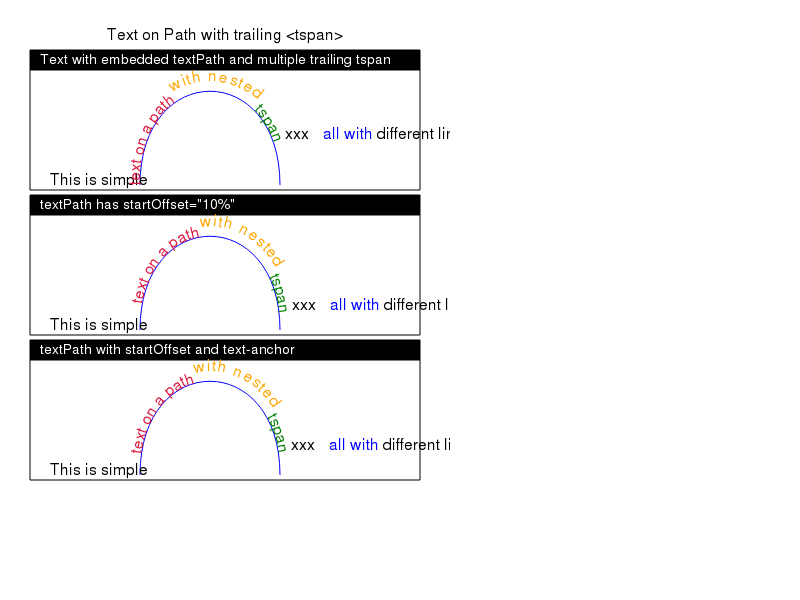 Text on Path with trailing <tspan>
Text with embedded textPath and multiple trailing tspan
This is simple text on a path with nested tspan xxx all with different
textPath has startOffset="10%"
This is simple text on a path with nested tspan xxx all with different
textPath with startOffset and text-anchor
This is simple text on a path with nested tspan xxx all with different